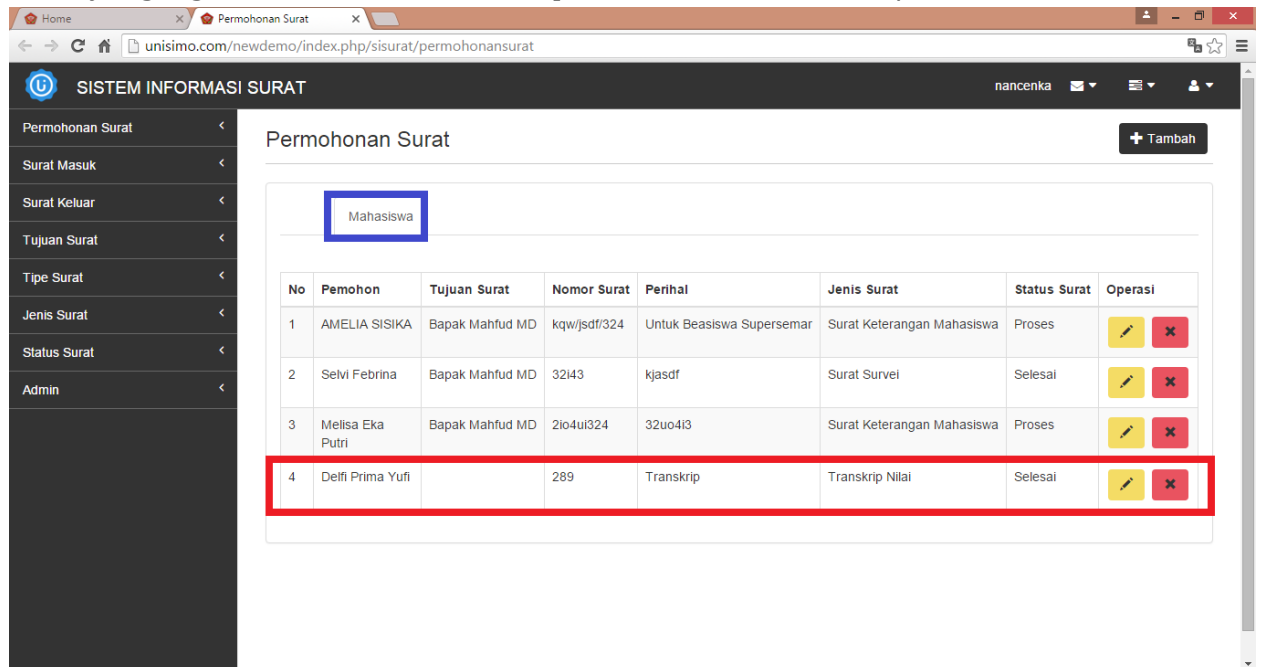 Home
Permohonan Surat
unisimo.com/newdemo/index.php/sisurat/permohonansurat
SISTEM INFORMASI SURAT
nancenka
Permohonan Surat
Surat Masuk
Surat Keluar
Tujuan Surat
Tipe Surat
Jenis Surat
Status Surat
Admin
Permohonan Surat
Tambah
Mahasiswa
No Pemohon Tujuan Surat Nomor Surat Perihal Jenis Surat Status Surat Operasi
1 AMELIA SISIKA Bapak Mahfud MD kqw/jsdf/324 Untuk Beasiswa Supersemar Surat Keterangan Mahasiswa Proses
2 Selvi Febrina Bapak Mahfud MD 32i43 kjasdf Surat Survei Selesai
3 Melisa Eka Bapak Mahfud MD 2io4ui324 32uo4i3 Surat Keterangan Mahasiswa Proses
Putri
4 Delfi Prima Yufi 289 Transkrip Transkrip Nilai Selesai